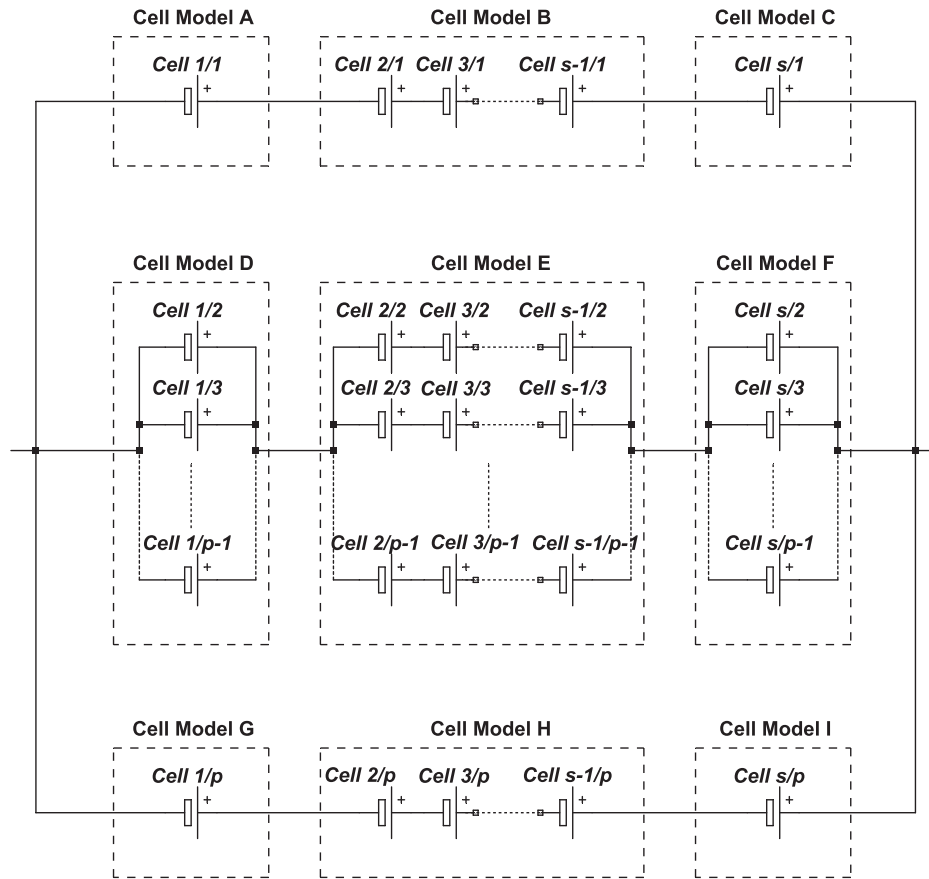 Cell Model A Cell Model B Cell Model C
Cell 1/1 Cell 2/1 Cell 3/1 Cell s-1/1 Cell s/1
+ + + + +
Cell Model D Cell Model E Cell Model F
Cell 1/2 Cell 2/2 Cell 3/2 Cell s-1/2 Cell s/2
+ + + + +
Cell 1/3 Cell 2/3 Cell 3/3 Cell s-1/3 Cell s/3
+ + + + +
Cell 1/p-1 Cell 2/p-1 Cell 3/p-1 Cell s-1/p-1 Cell s/p-1
+ + + + +
Cell Model G Cell Model H Cell Model I
Cell 1/p Cell 2/p Cell 3/p Cell s-1/p Cell s/p
+ + + + +